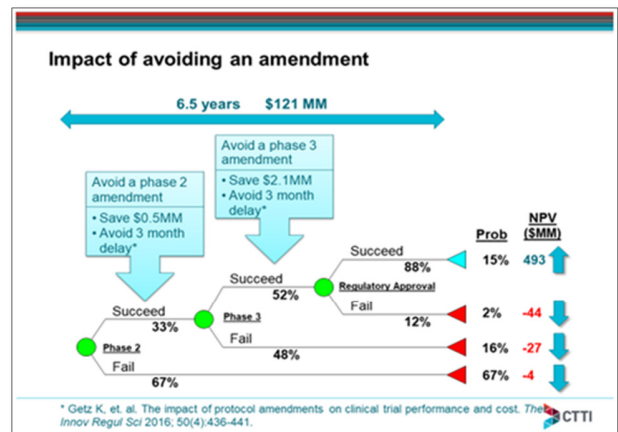 Impact of avoiding an amendment
6.5 years $121 MM
Avoid a phase 3
amendment
• Save $2.1MM
• Avoid 3 month
delay*
Avoid a phase 2
amendment
• Save $0.5MM
• Avoid 3 month
delay*
NPV
Prob ($MM)
Succeed
88% 15% 493
Succeed
52% Regulatory Approval
Fail
12% 2% -44
Succeed
33% Phase 3
Fail
48% 16% -27
Phase 2
Fail
67% 67% -4
* Getz K, et. al. The impact of protocol amendments on clinical trial performance and cost. The
Innov Regul Sci 2016; 50(4):436-441.
CTTI